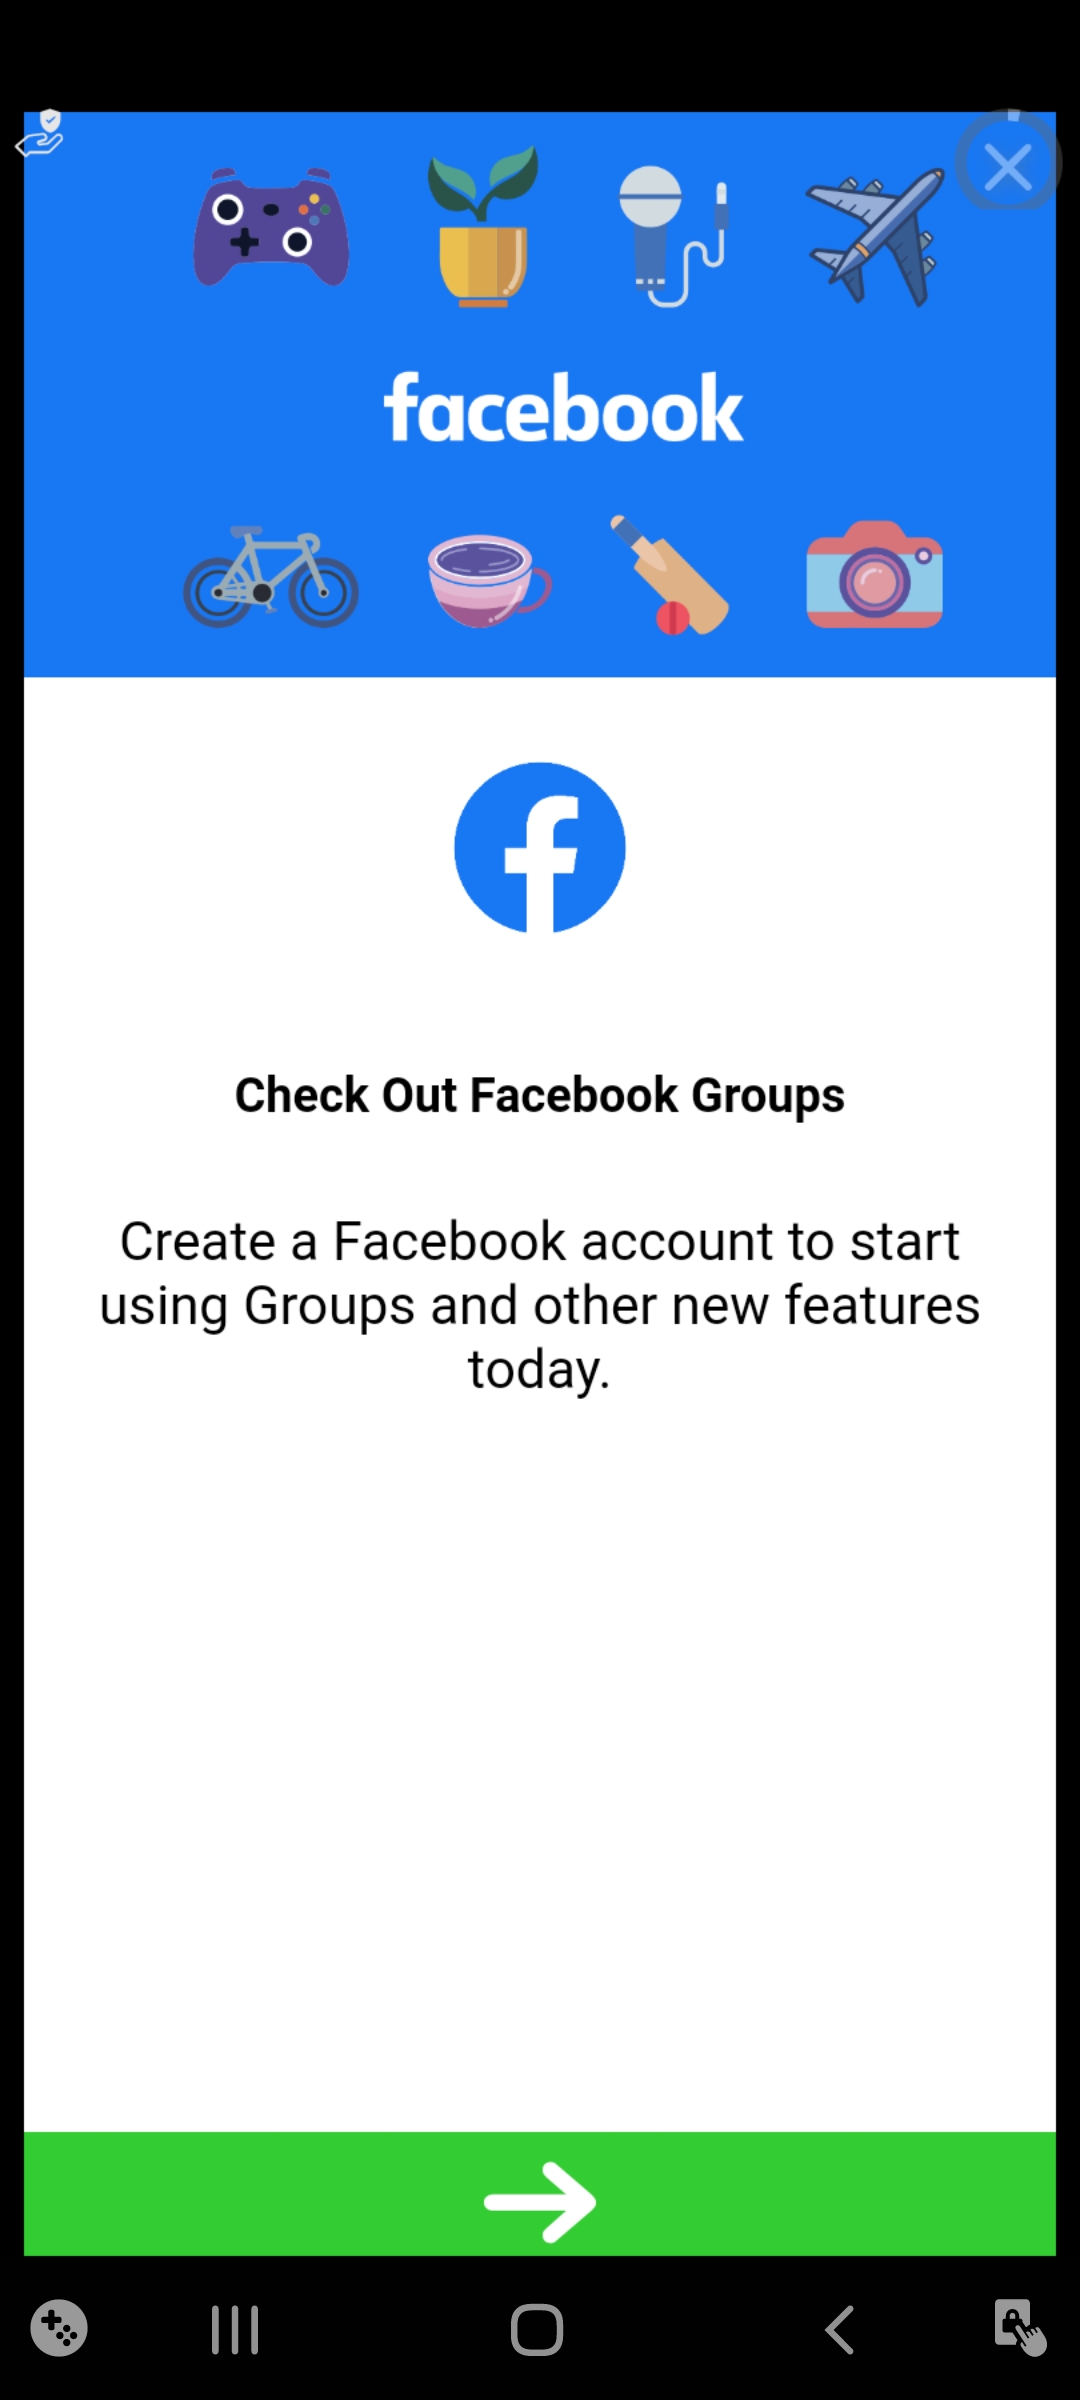 facebook
Check Out Facebook Groups
Create a Facebook account to start
using Groups and other new features
today.